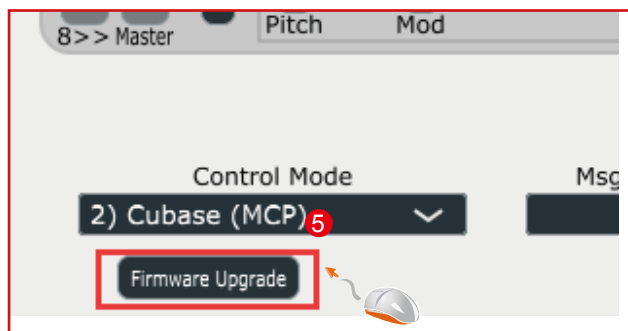 Pitch Mod
8>> Master
Control Mode
Msg
2) Cubase (MCP)
5
Firmware Upgrade